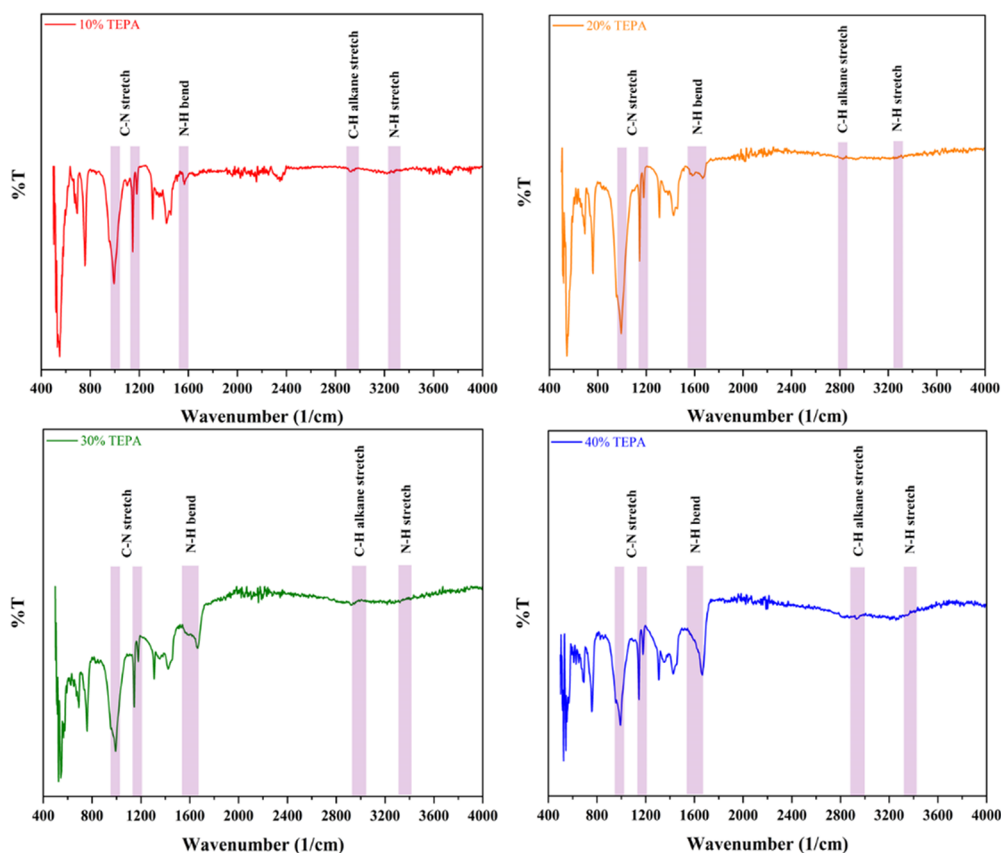 10% TEPA
C-N stretch
N-H bend
C-H alkane stretch
N-H stretch
%T
400 800 1200 1600 2000 2400 2800 3200 3600 4000
Wavenumber (1/cm)
20% TEPA
C-N stretch
N-H bend
C-H alkane stretch
N-H stretch
%T
400 800 1200 1600 2000 2400 2800 3200 3600 4000
Wavenumber (1/cm)
30% TEPA
C-N stretch
N-H bend
C-H alkane stretch
N-H stretch
%T
400 800 1200 1600 2000 2400 2800 3200 3600 4000
Wavenumber (1/cm)
40% TEPA
C-N stretch
N-H bend
C-H alkane stretch
N-H stretch
%T
400 800 1200 1600 2000 2400 2800 3200 3600 4000
Wavenumber (1/cm)